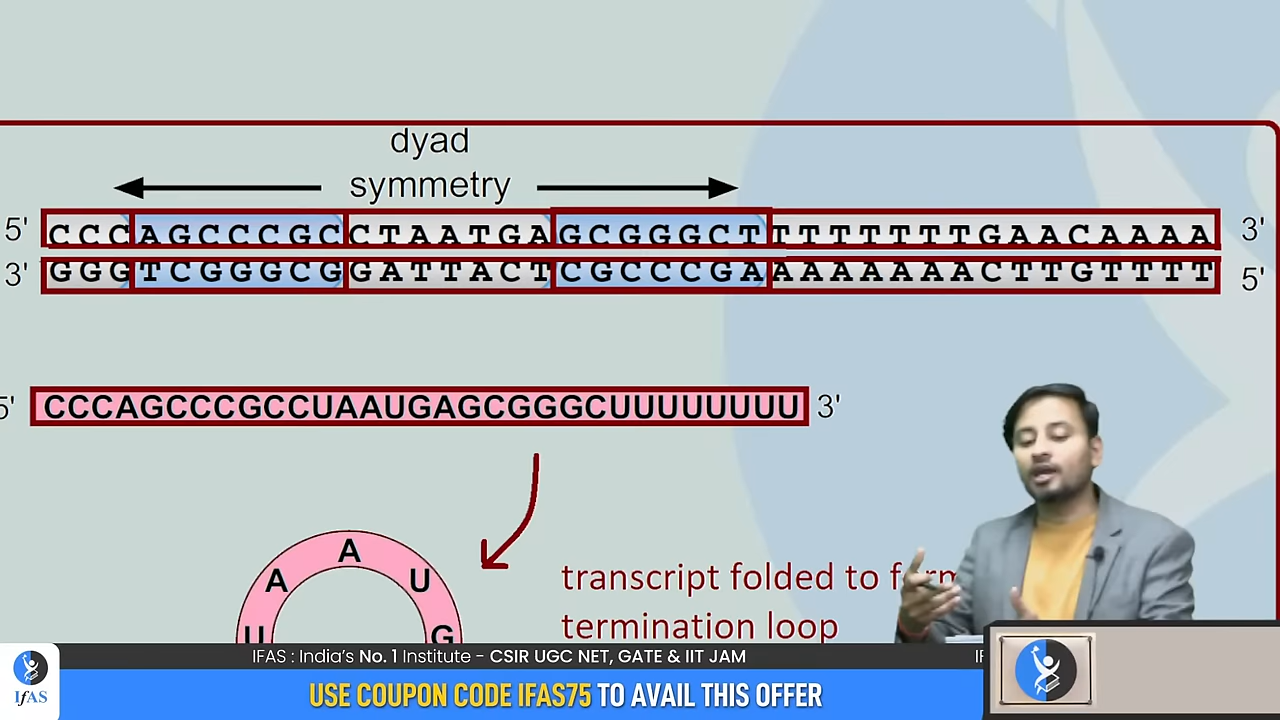 dyad
symmetry
5' CCCAGCCCGCCTAATGAGCGGGCTTTTTTTTGAACAAAA 3'
3' GGGTCGGGCGGATTACTCGCCCGAAAAAAAACTTGTTTT 5'
5' CCCAGCCCGCCUAAUGAGCGGGCUUUUUUUU 3'
A
A U
U G
transcript folded to form
termination loop
IFAS : India's No. 1 Institute - CSIR UGC NET, GATE & IIT JAM
IfAS
USE COUPON CODE IFAS75 TO AVAIL THIS OFFER